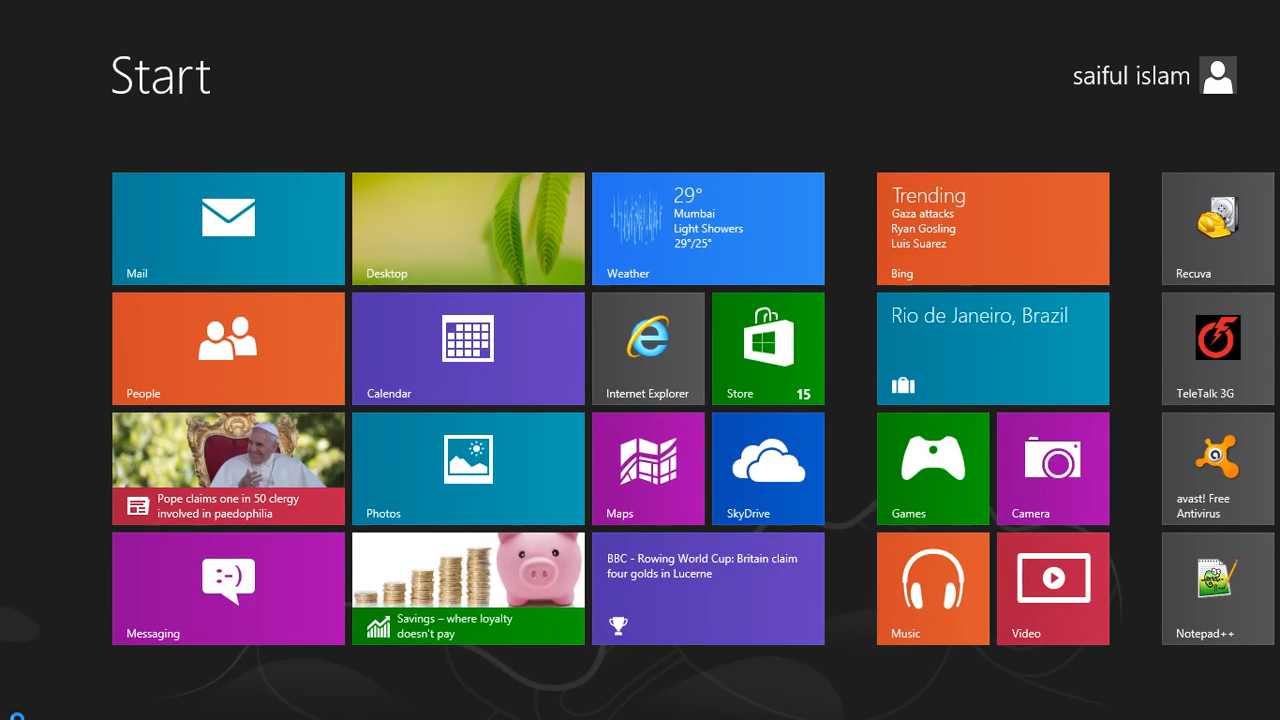 Start
saiful islam
Mail
Desktop
29°
Mumbai
Light Showers
29°/25°
Weather
Trending
Gaza attacks
Ryan Gosling
Luis Suarez
Bing
Recuva
People
Calendar
Internet Explorer
Store
15
Rio de Janeiro, Brazil
TeleTalk 3G
Pope claims one in 50 clergy
involved in paedophilia
Photos
Maps
SkyDrive
Games
Camera
avast! Free
Antivirus
:-)
Messaging
Savings – where loyalty
doesn't pay
BBC - Rowing World Cup: Britain claim
four golds in Lucerne
Music
Video
Notepad++